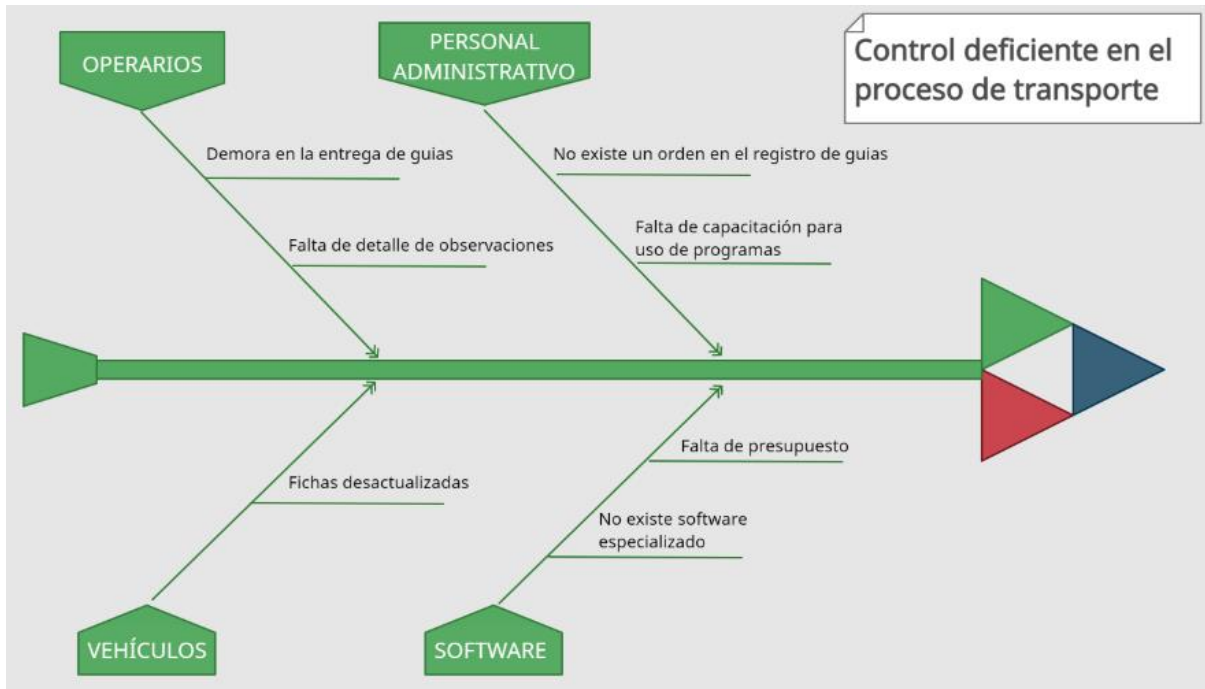 OPERARIOS
PERSONAL
ADMINISTRATIVO
Control deficiente en el
proceso de transporte
Demora en la entrega de guias
No existe un orden en el registro de guias
Falta de detalle de observaciones
Falta de capacitación para
uso de programas
Fichas desactualizadas
Falta de presupuesto
No existe software
especializado
VEHÍCULOS
SOFTWARE